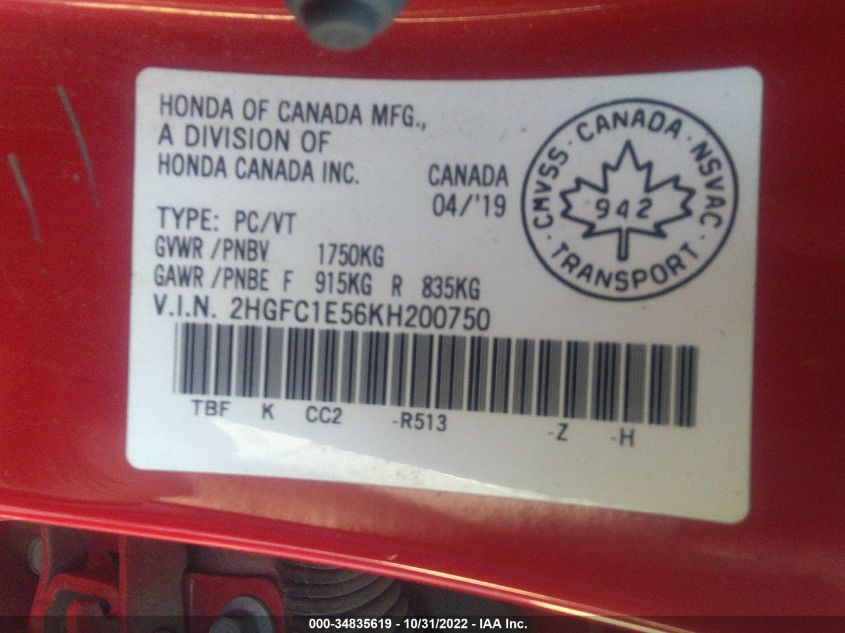 HONDA OF CANADA MFG.,
A DIVISION OF
HONDA CANADA INC.
CANADA
04/'19
CMVSS · CANADA · NSVAC ·
942
TRANSPORT ·
TYPE: PC/VT
GVWR /PNBV 1750KG
GAWR /PNBE F 915KG R 835KG
V.I.N. 2HGFC1E56KH200750
TBF K CC2 -R513 -Z -H
000-34835619 - 10/31/2022 - IAA Inc.